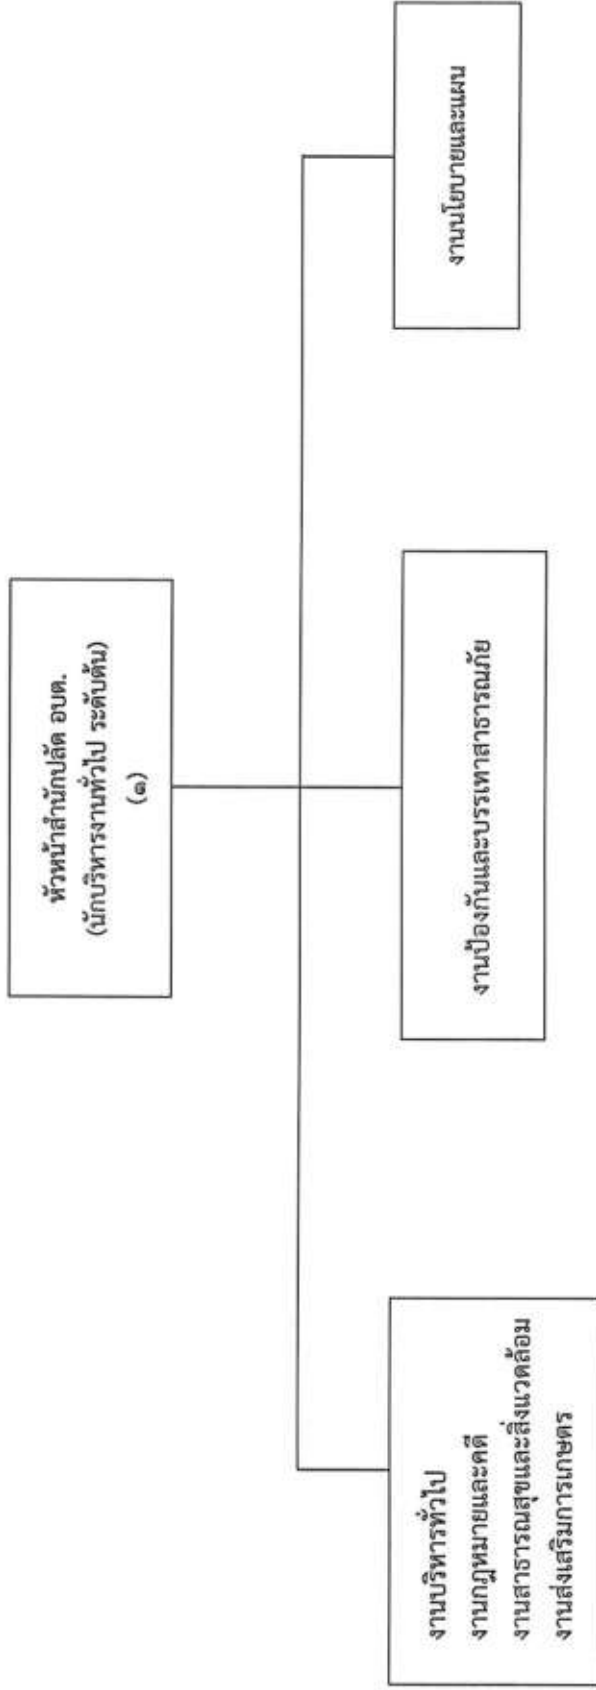 หัวหน้าสำนักปลัด อบต.
(นักบริหารงานทั่วไป ระดับต้น)
(๑)
งานบริหารทั่วไป
งานกฎหมายและคดี
งานสาธารณสุขและสิ่งแวดล้อม
งานส่งเสริมการเกษตร
งานป้องกันและบรรเทาสาธารณภัย
งานนโยบายและแผน